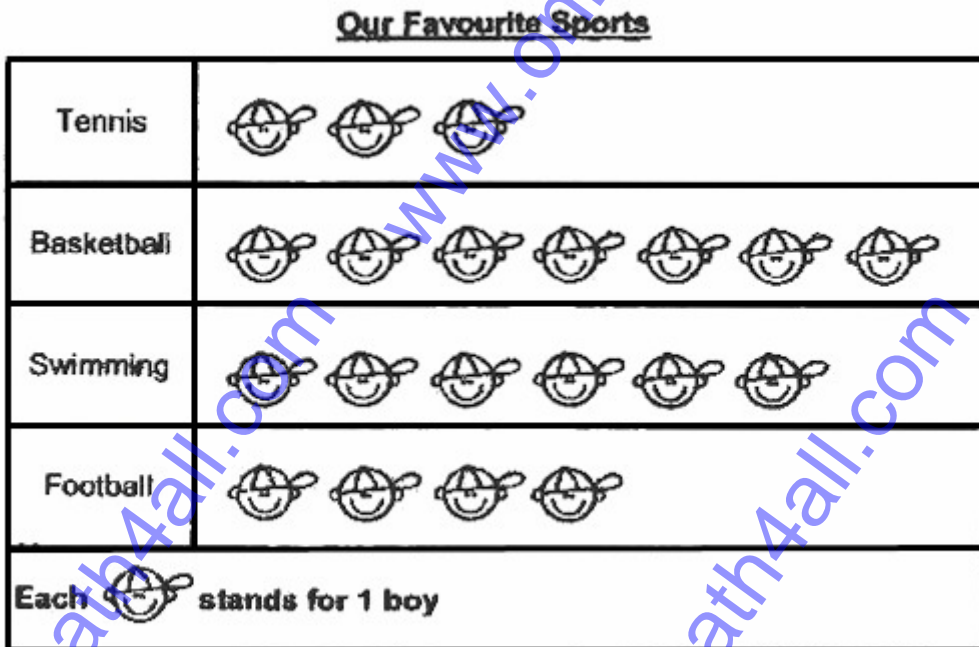 Our Favourite Sports
Tennis
Basketball
Swimming
Football
Each stands for 1 boy